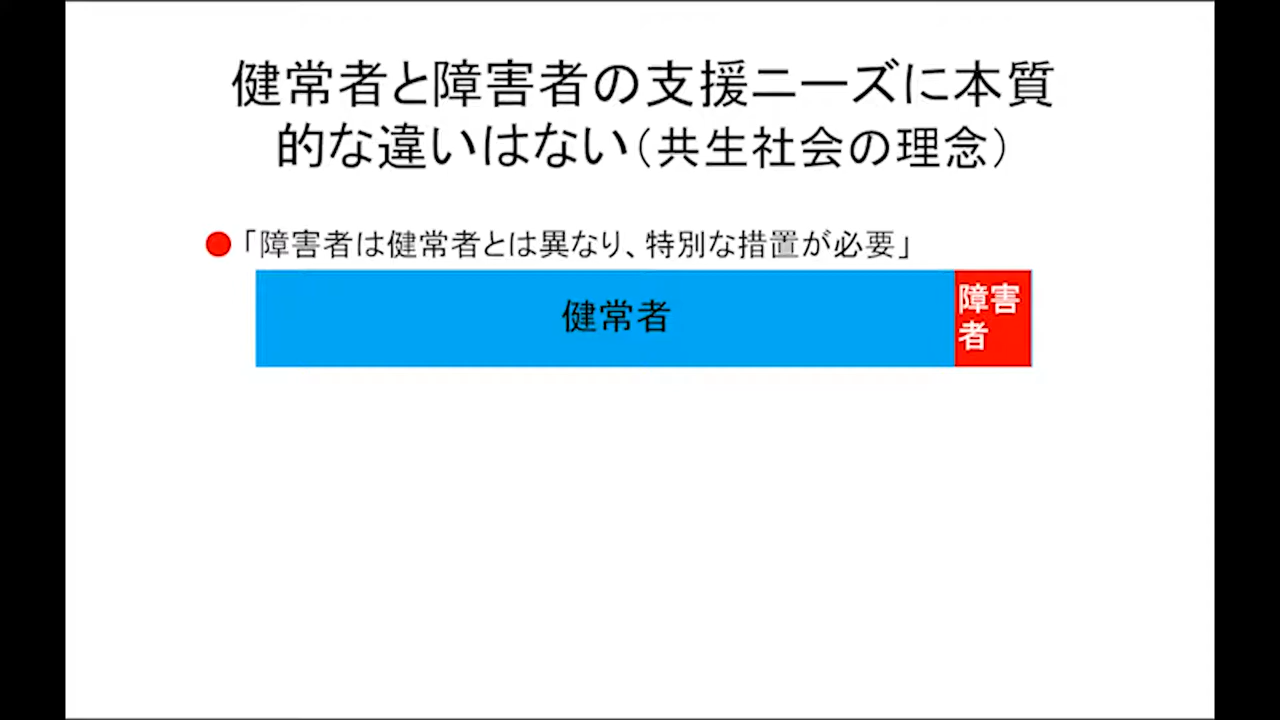 健常者と障害者の支援ニーズに本質
的な違いはない（共生社会の理念）
●「障害者は健常者とは異なり、特別な措置が必要」
健常者
障害
者